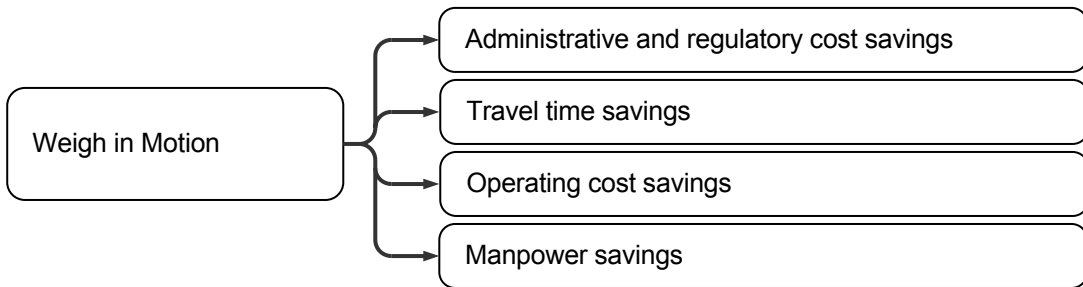 Weigh in Motion
Administrative and regulatory cost savings
Travel time savings
Operating cost savings
Manpower savings